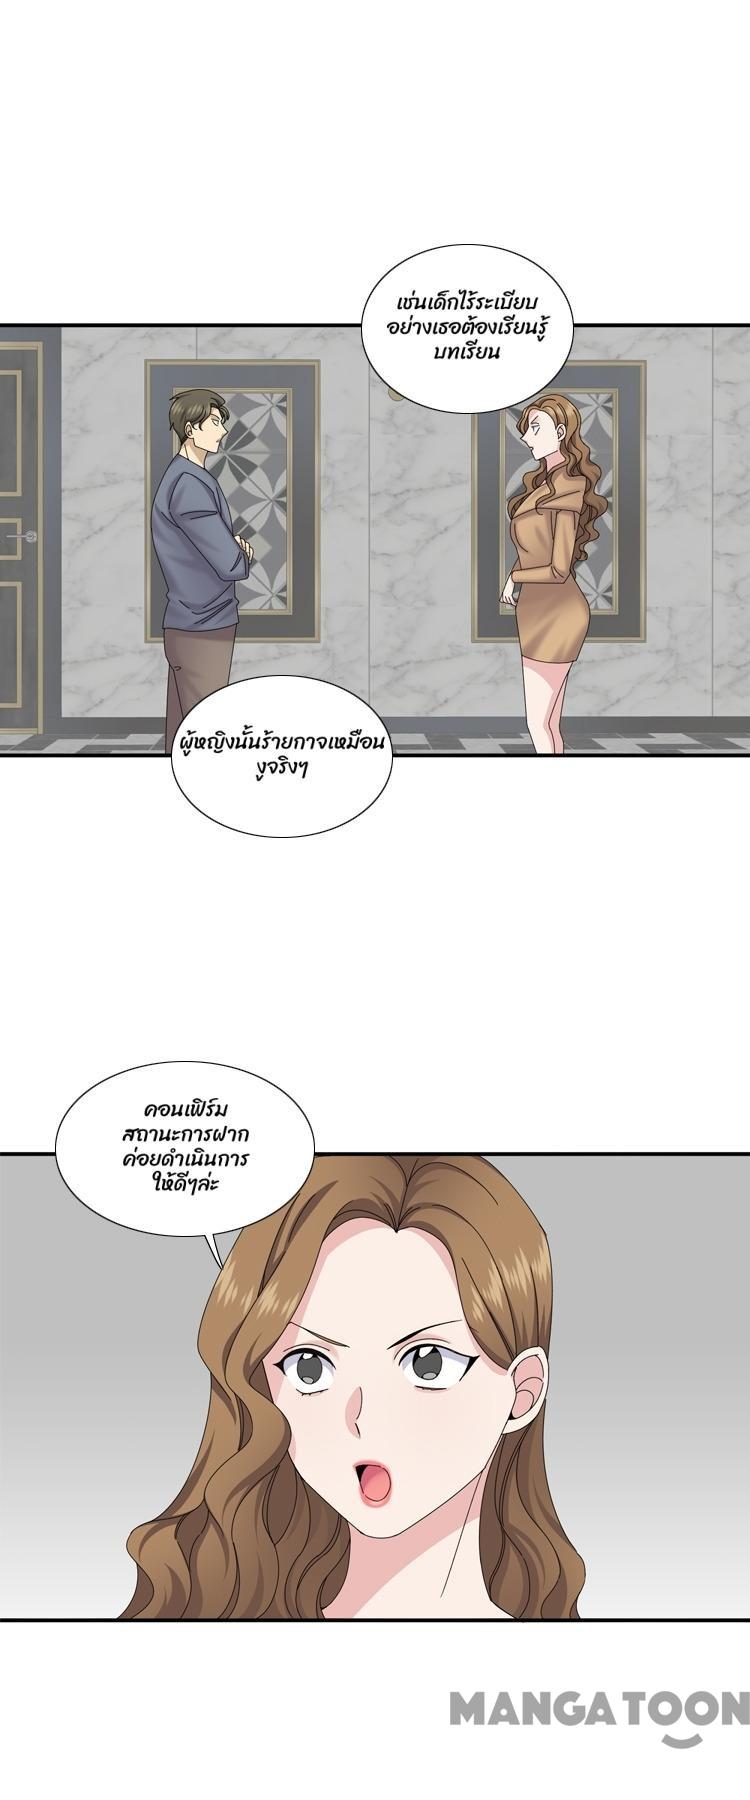 เช่นเด็กไร้ระเบียบ
อย่างเธอต้องเรียนรู้
บทเรียน
ผู้หญิงนั้นร้ายกาจเหมือน
งูจริงๆ
คอนเฟิร์ม
สถานะการฝาก
ค่อยดำเนินการ
ให้ดีๆล่ะ
MANGATOON